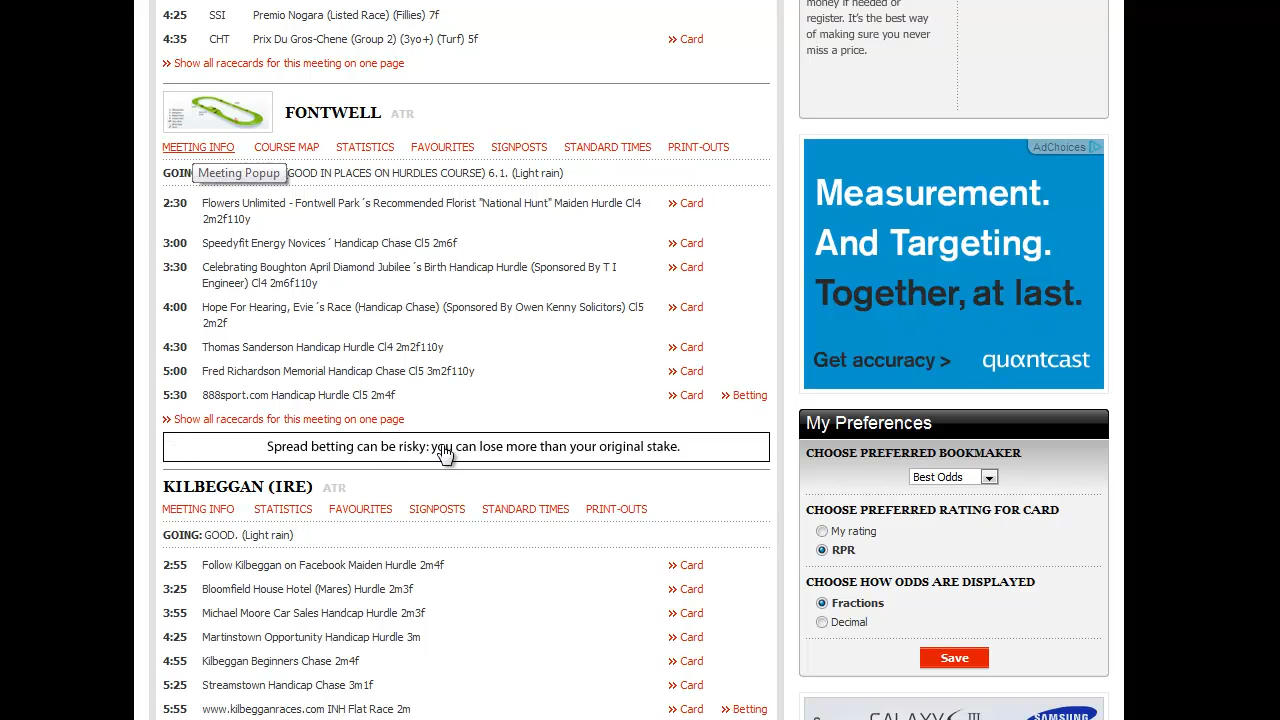 4:25 SSI Premio Nogara (Listed Race) (Fillies) 7f
4:35 CHT Prix Du Gros-Chene (Group 2) (3yo+) (Turf) 5f Card
Show all racecards for this meeting on one page
FONTWELL ATR
MEETING INFO COURSE MAP STATISTICS FAVOURITES SIGNPOSTS STANDARD TIMES PRINT-OUTS
GOOD IN PLACES ON HURDLES COURSE) 6.1. (Light rain)
Meeting Popup
2:30 Flowers Unlimited - Fontwell Park ´s Recommended Florist "National Hunt" Maiden Hurdle Cl4 Card
2m2f110y
3:00 Speedyfit Energy Novices ´ Handicap Chase Cl5 2m6f Card
3:30 Celebrating Boughton April Diamond Jubilee ´s Birth Handicap Hurdle (Sponsored By T I Card
Engineer) Cl4 2m6f110y
4:00 Hope For Hearing, Evie ´s Race (Handicap Chase) (Sponsored By Owen Kenny Solicitors) Cl5 Card
2m2f
4:30 Thomas Sanderson Handicap Hurdle Cl4 2m2f110y Card
5:00 Fred Richardson Memorial Handicap Chase Cl5 3m2f110y Card
5:30 888sport.com Handicap Hurdle Cl5 2m4f Card Betting
Show all racecards for this meeting on one page
Spread betting can be risky: you can lose more than your original stake.
KILBEGGAN (IRE) ATR
MEETING INFO STATISTICS FAVOURITES SIGNPOSTS STANDARD TIMES PRINT-OUTS
GOING: GOOD. (Light rain)
2:55 Follow Kilbeggan on Facebook Maiden Hurdle 2m4f Card
3:25 Bloomfield House Hotel (Mares) Hurdle 2m3f Card
3:55 Michael Moore Car Sales Handcap Hurdle 2m3f Card
4:25 Martinstown Opportunity Handicap Hurdle 3m Card
4:55 Kilbeggan Beginners Chase 2m4f Card
5:25 Streamstown Handicap Chase 3m1f Card
5:55 www.kilbegganraces.com INH Flat Race 2m Card Betting
money if needed or
register. It's the best way
of making sure you never
miss a price.
AdChoices
Measurement.
And Targeting.
Together, at last.
Get accuracy > quantcast
My Preferences
CHOOSE PREFERRED BOOKMAKER
Best Odds
CHOOSE PREFERRED RATING FOR CARD
My rating
RPR
CHOOSE HOW ODDS ARE DISPLAYED
Fractions
Decimal
Save
GALAXY S III SAMSUNG